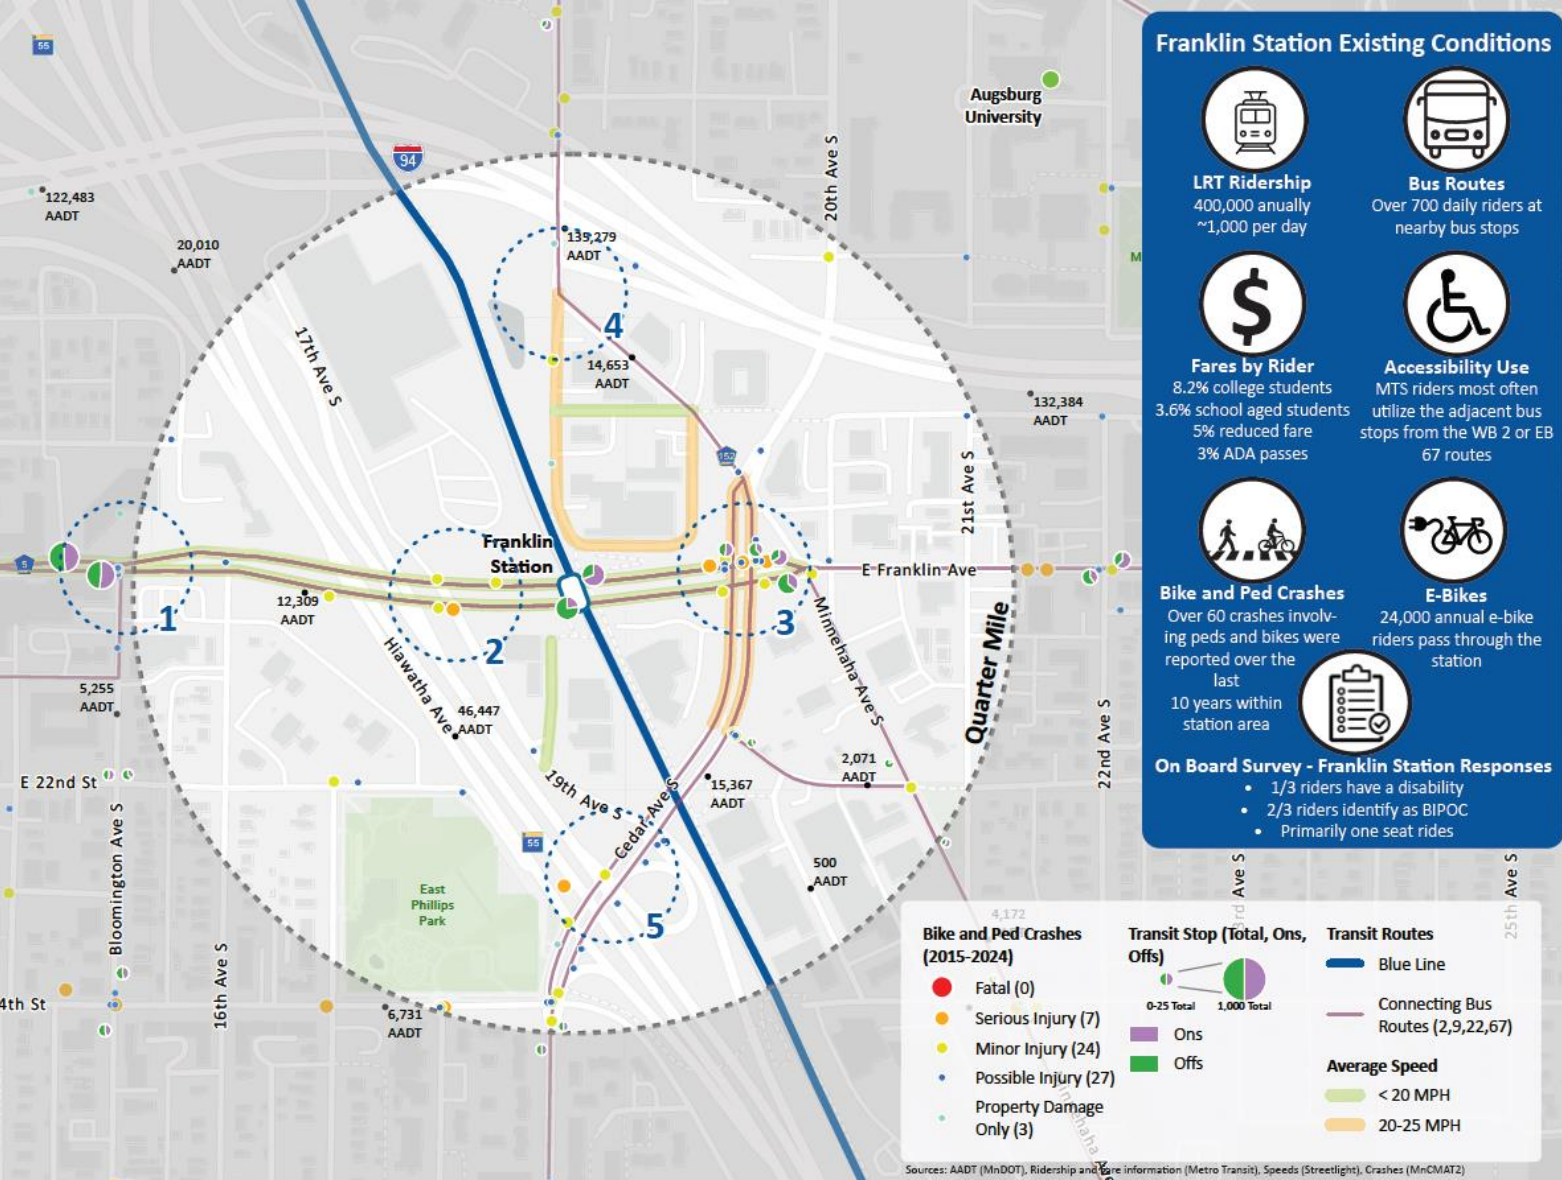 55
94
122,483
AADT
20,010
AADT
135,279
AADT
14,653
AADT
132,384
AADT
Augsburg
University
20th Ave S
17th Ave S
4
152
21st Ave S
M
Franklin
Station
5
E Franklin Ave
1
2
3
12,309
AADT
Hiawatha Ave
Minnehaha Ave S
Quarter Mile
5,255
AADT
46,447
AADT
22nd Ave S
E 22nd St
19th Ave S
15,367
AADT
2,071
AADT
Bloomington Ave S
55
Cedar Ave S
500
AADT
East
Phillips
Park
5
16th Ave S
4th St
6,731
AADT
4,172
3rd Ave S
25th Ave S
Franklin Station Existing Conditions
LRT Ridership
400,000 anually
~1,000 per day
Bus Routes
Over 700 daily riders at
nearby bus stops
$
Fares by Rider
8.2% college students
3.6% school aged students
5% reduced fare
3% ADA passes
Accessibility Use
MTS riders most often
utilize the adjacent bus
stops from the WB 2 or EB
67 routes
Bike and Ped Crashes
Over 60 crashes involv-
ing peds and bikes were
reported over the
last
10 years within
station area
E-Bikes
24,000 annual e-bike
riders pass through the
station
On Board Survey - Franklin Station Responses
• 1/3 riders have a disability
• 2/3 riders identify as BIPOC
• Primarily one seat rides
Bike and Ped Crashes
(2015-2024)
Fatal (0)
Serious Injury (7)
Minor Injury (24)
Possible Injury (27)
Property Damage
Only (3)
Transit Stop (Total, Ons,
Offs)
0-25 Total
1,000 Total
Ons
Offs
Transit Routes
Blue Line
Connecting Bus
Routes (2,9,22,67)
Average Speed
< 20 MPH
20-25 MPH
Sources: AADT (MnDOT), Ridership and fare information (Metro Transit), Speeds (Streetlight), Crashes (MnCMAT2)